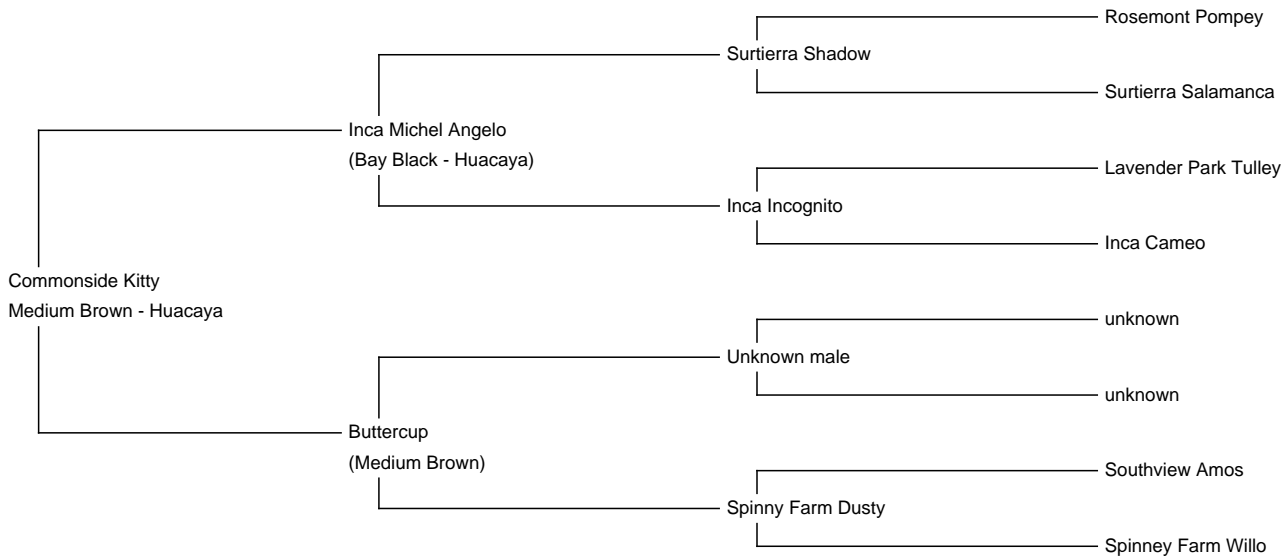 Rosemont Pompey
Surtierra Shadow
Surtierra Salamanca
Inca Michel Angelo
(Bay Black - Huacaya)
Lavender Park Tulley
Inca Incognito
Inca Cameo
Commonside Kitty
Medium Brown - Huacaya
unknown
Unknown male
unknown
Buttercup
(Medium Brown)
Southview Amos
Spinny Farm Dusty
Spinney Farm Willo